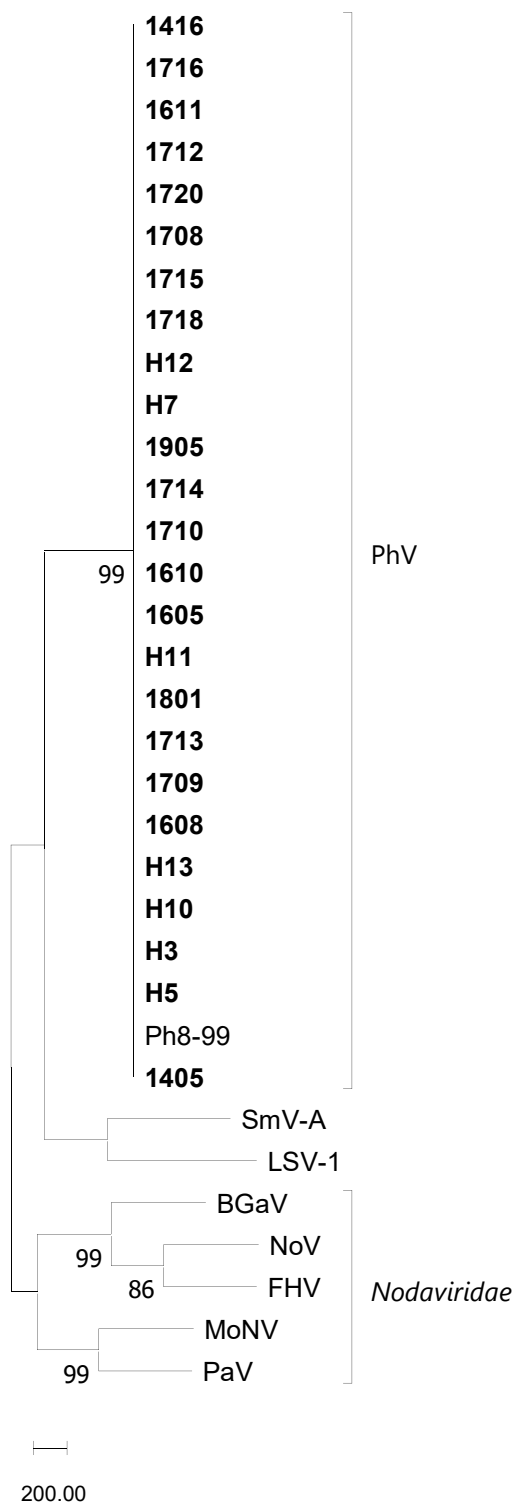 1416
1716
1611
1712
1720
1708
1715
1718
H12
H7
1905
1714
1710
PhV
99
1610
1605
H11
1801
1713
1709
1608
H13
H10
H3
H5
Ph8-99
1405
SmV-A
LSV-1
BGaV
99
NoV
86
FHV
Nodaviridae
MoNV
99
PaV
200.00